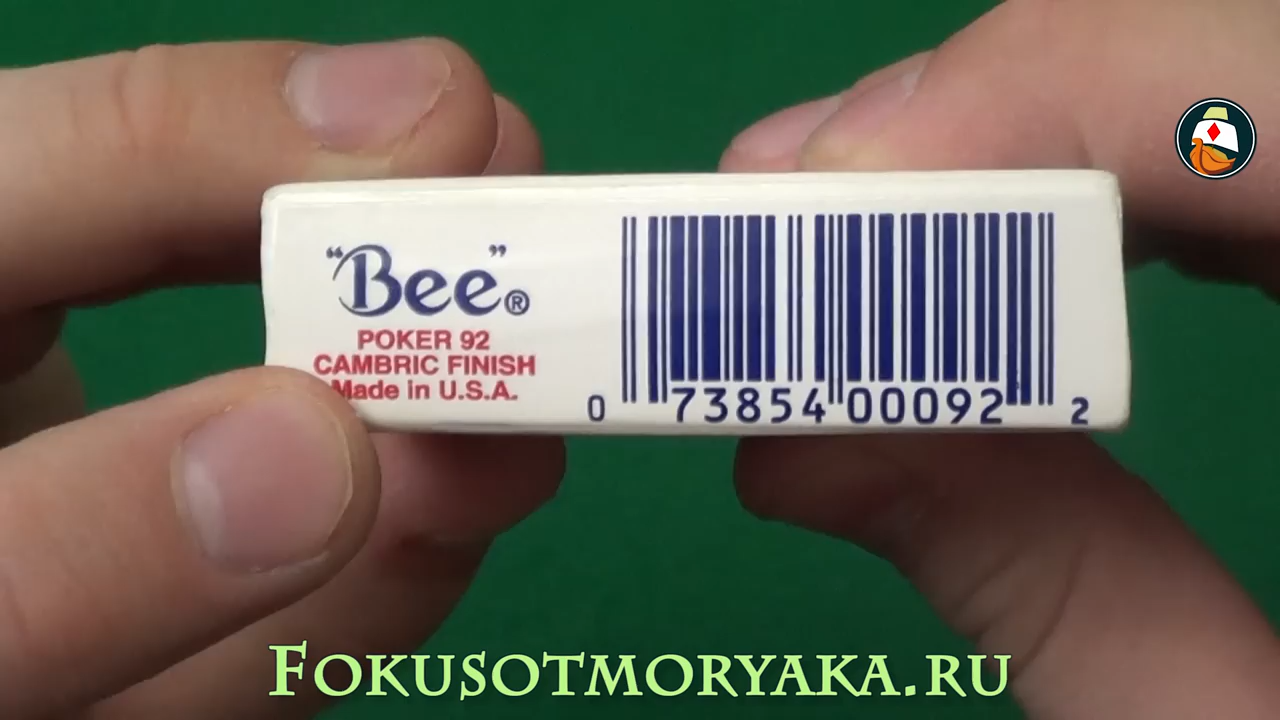 “Bee”®
POKER 92
CAMBRIC FINISH
Made in U.S.A.
0 73854 00092 2
FOKUSOTMORYAKA.RU